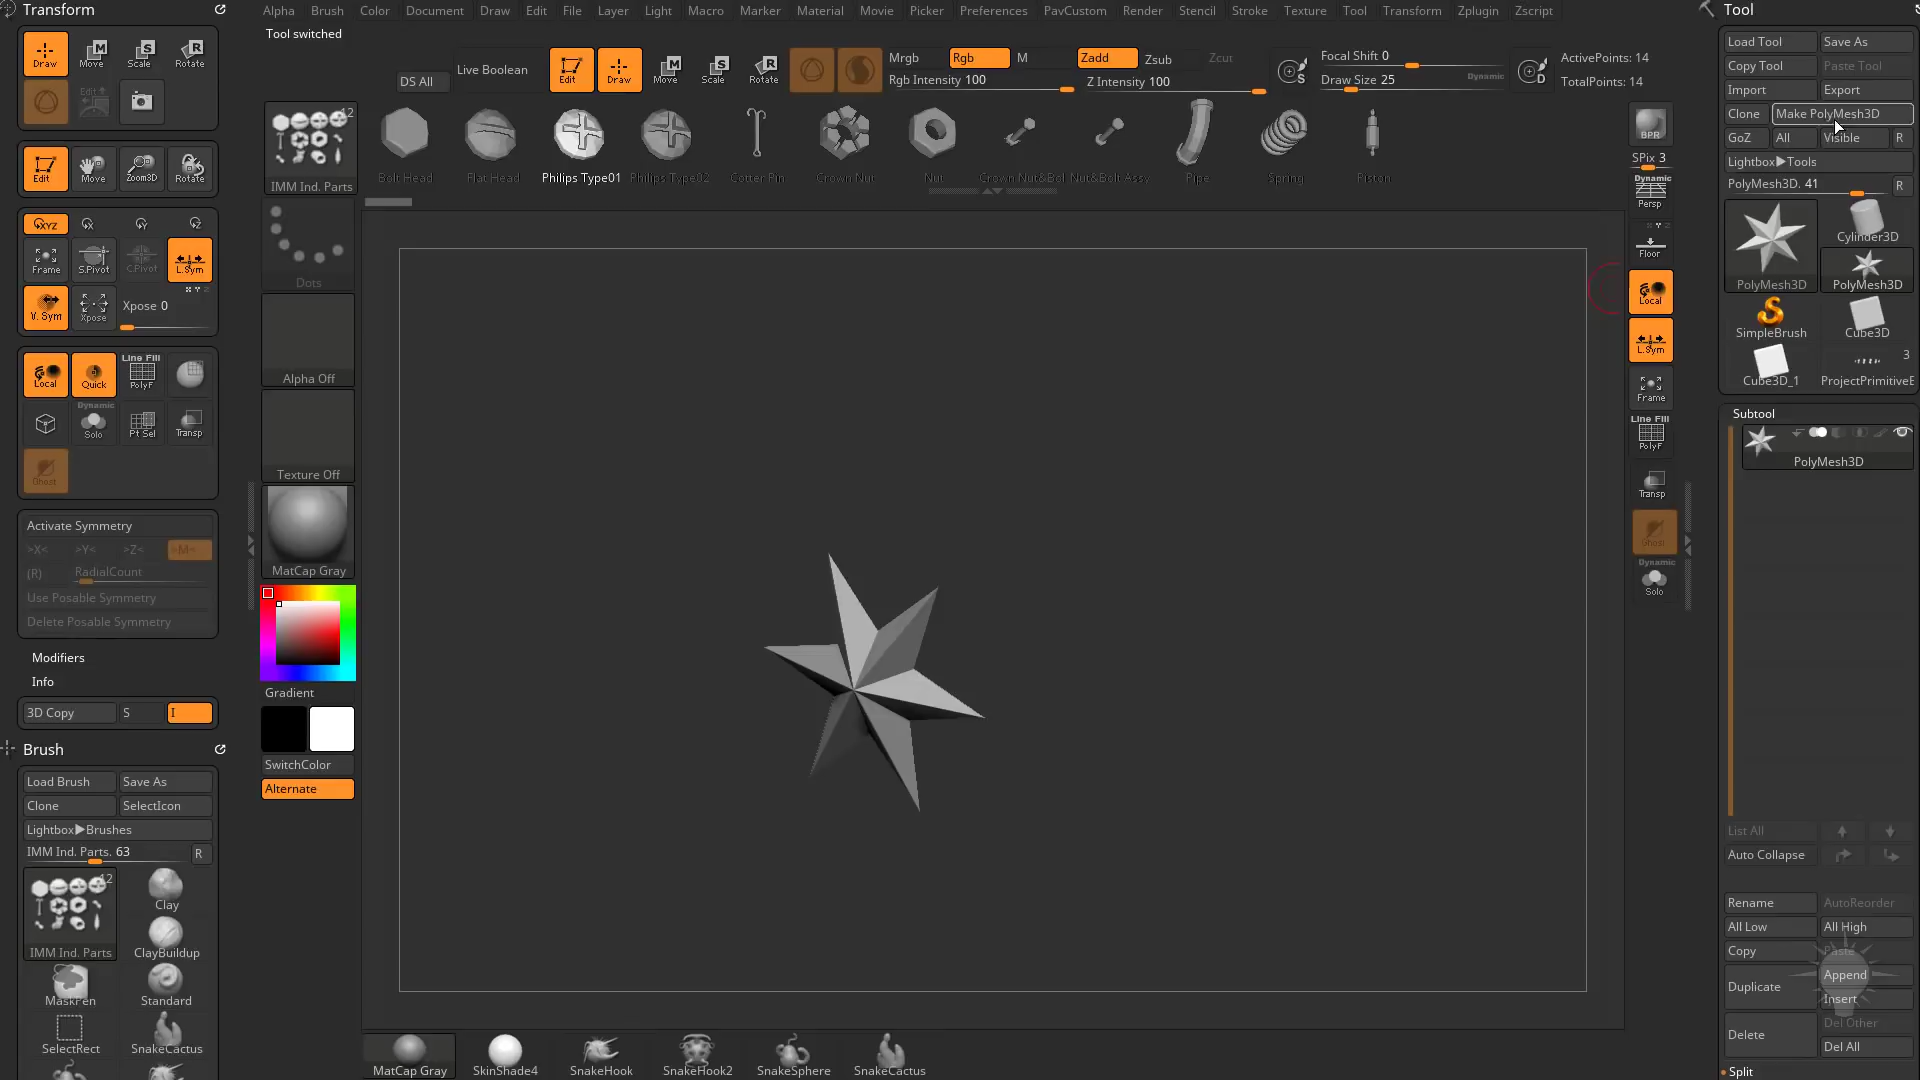 Transform
Draw
Move
Scale
Rotate
Edit
Edit
Move
Zoom3D
Rotate
XYZ
X
Y
Z
Frame
S.Pivot
C.Pivot
L.Sym
V. Sym
Xpose
Xpose 0
Local
Quick
Line Fill
PolyF
Dynamic
Solo
Pt Sel
Transp
Ghost
Activate Symmetry
>X<
>Y<
>Z<
>M<
(R)
RadialCount
Use Posable Symmetry
Delete Posable Symmetry
Modifiers
Info
3D Copy
S
I
Brush
Load Brush
Save As
Clone
SelectIcon
Lightbox▶Brushes
IMM Ind. Parts. 63
R
12
IMM Ind. Parts
Clay
ClayBuildup
MaskPen
Standard
SelectRect
SnakeCactus
Alpha
Brush
Color
Document
Draw
Edit
File
Layer
Light
Macro
Marker
Material
Movie
Picker
Preferences
PavCustom
Render
Stencil
Stroke
Texture
Tool
Transform
Zplugin
Zscript
Tool switched
DS All
Live Boolean
Edit
Draw
Move
Scale
Rotate
Mrgb
Rgb
M
Rgb Intensity 100
Zadd
Zsub
Zcut
Z Intensity 100
S
Focal Shift 0
Draw Size 25
Dynamic
D
ActivePoints: 14
TotalPoints: 14
12
IMM Ind. Parts
Bolt Head
Flat Head
Philips Type01
Philips Type02
Cotter Pin
Crown Nut
Nut
Crown Nut&Bol
Nut&Bolt Assy
Pipe
Spring
Piston
Dots
Alpha Off
Texture Off
MatCap Gray
Gradient
SwitchColor
Alternate
MatCap Gray
SkinShade4
SnakeHook
SnakeHook2
SnakeSphere
SnakeCactus
BPR
SPix 3
Dynamic
Persp
Floor
Local
L.Sym
Frame
Line Fill
PolyF
Transp
Ghost
Dynamic
Solo
Tool
Load Tool
Save As
Copy Tool
Paste Tool
Import
Export
Clone
Make PolyMesh3D
GoZ
All
Visible
R
Lightbox▶Tools
PolyMesh3D. 41
R
PolyMesh3D
Cylinder3D
PolyMesh3D
SimpleBrush
Cube3D
Cube3D_1
3
ProjectPrimitiveE
Subtool
PolyMesh3D
List All
Auto Collapse
Rename
AutoReorder
All Low
All High
Copy
Paste
Duplicate
Append
Insert
Delete
Del Other
Del All
Split